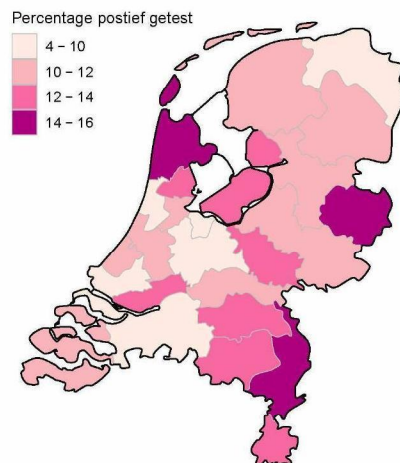 Percentage postief getest
4 – 10
10 – 12
12 – 14
14 – 16